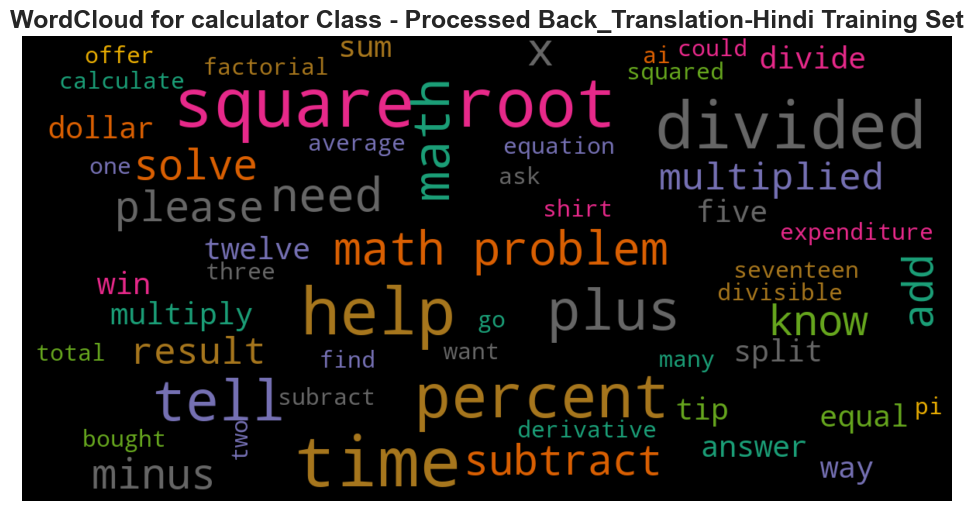 WordCloud for calculator Class - Processed Back_Translation-Hindi Training Set
offer
sum
x
ai
could
divide
calculate
factorial
squared
square root
math
divided
dollar
average
equation
one
solve
ask
multiplied
please
need
shirt
five
expenditure
twelve
math problem
three
seventeen
add
win
divisible
help
plus
multiply
go
know
total
result
find
want
many
split
tell
subtract
percent
tip
equal
pi
two
bought
derivative
answer
minus
time
subtract
way